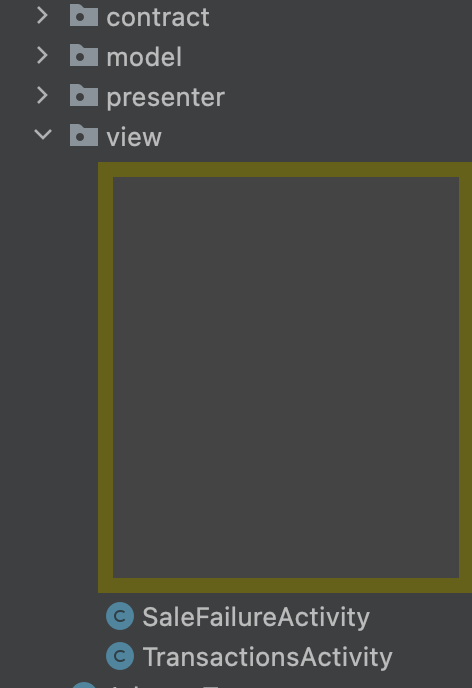 contract
model
presenter
view
C SaleFailureActivity
C TransactionsActivity